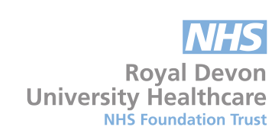 NHS
Royal Devon
University Healthcare
NHS Foundation Trust